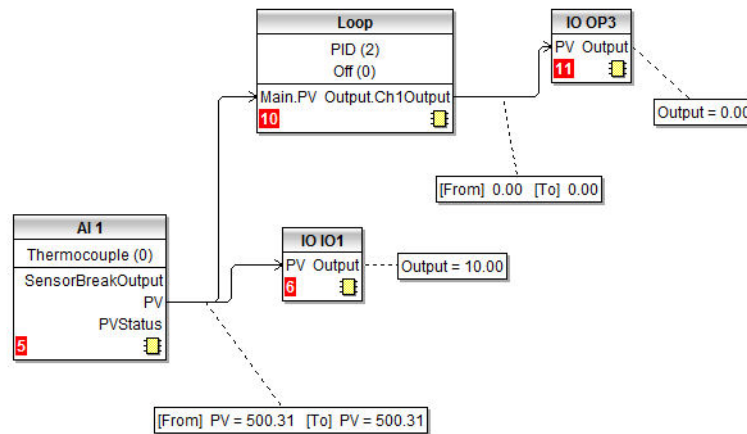 Loop
PID (2)
Off (0)
Main.PV Output.Ch1Output
10
IO OP3
PV Output
11
Output = 0.00
[From] 0.00 [To] 0.00
AI 1
Thermocouple (0)
SensorBreakOutput
PV
PVStatus
5
IO IO1
PV Output
6
Output = 10.00
[From] PV = 500.31 [To] PV = 500.31